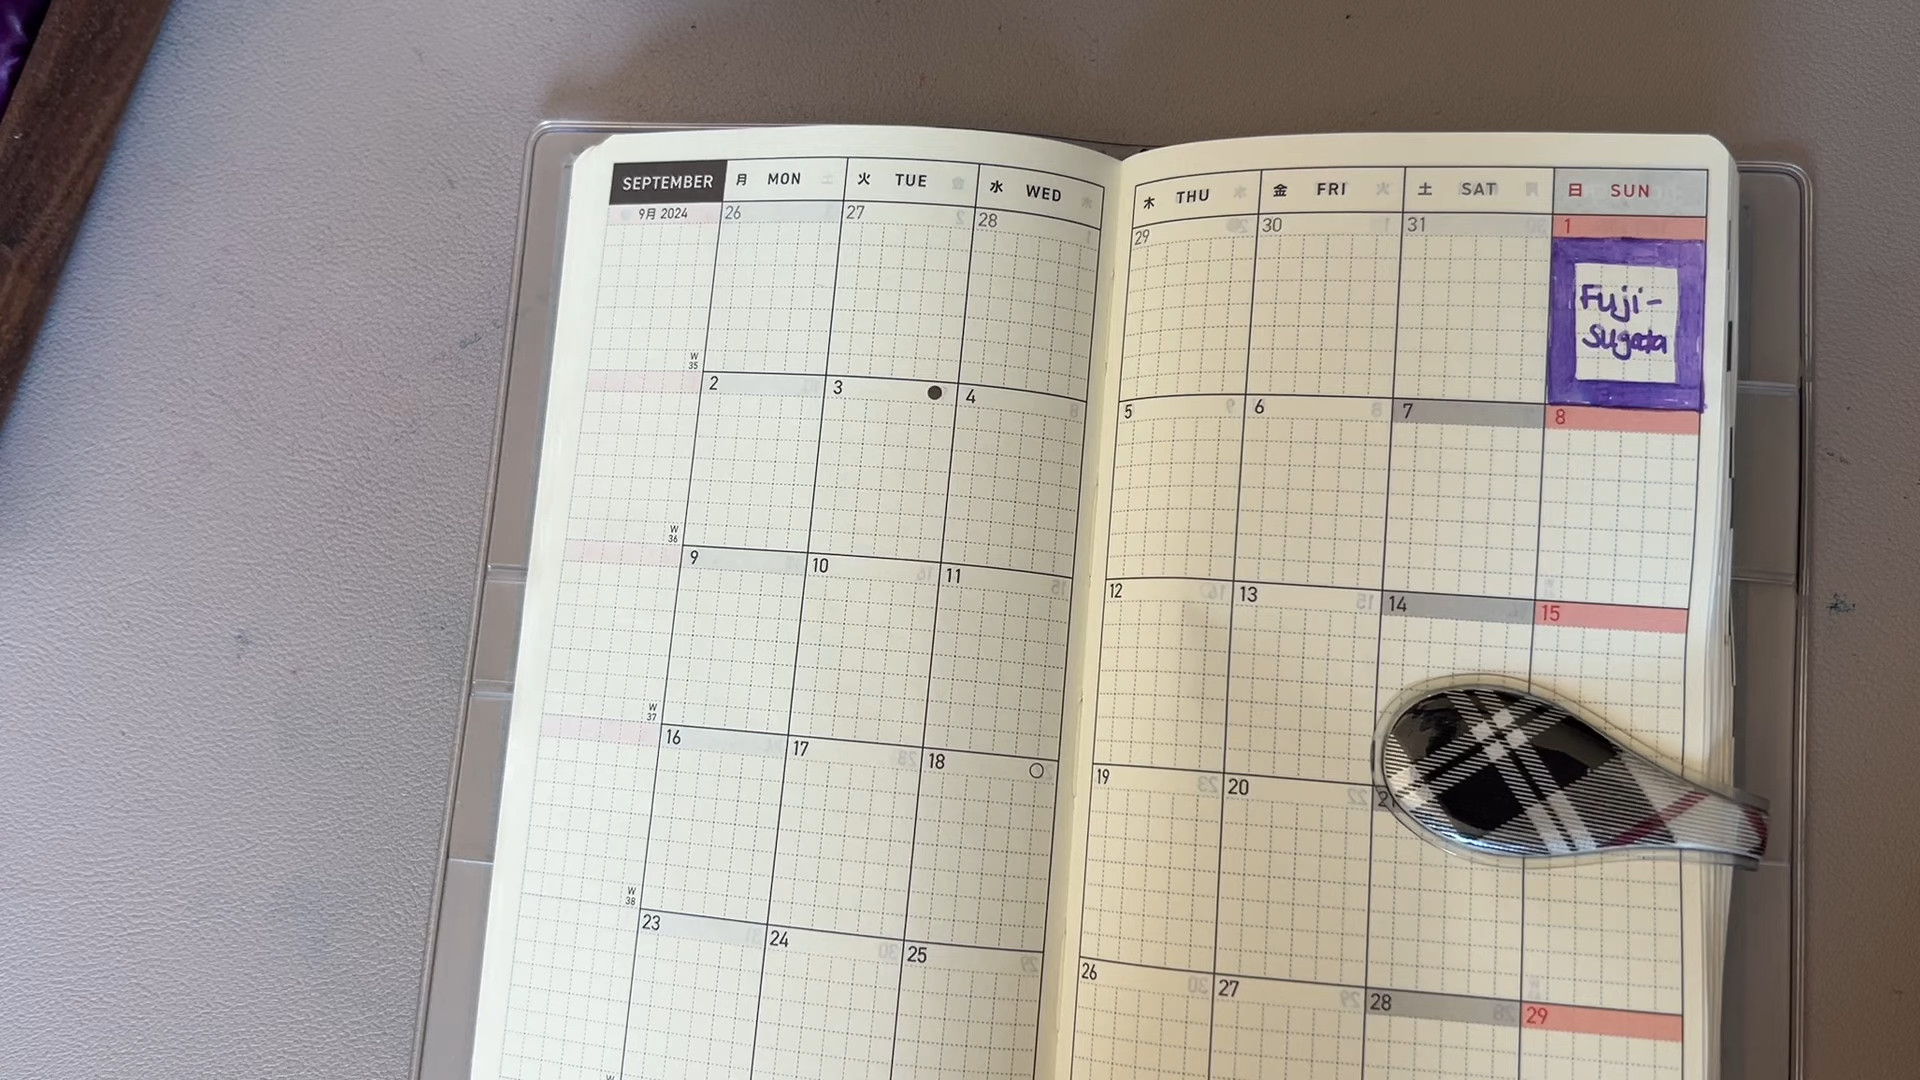 SEPTEMBER 月 MON 火 TUE 水 WED 木 THU 金 FRI 土 SAT 日 SUN
9月 2024 26 27 28 29 30 31 1
Fuji-
Sugata
W
35
2 3 4 5 6 7 8
W
36
9 10 11 12 13 14 15
W
37
16 17 18 19 20
W
38
23 24 25 26 27 28 29
W